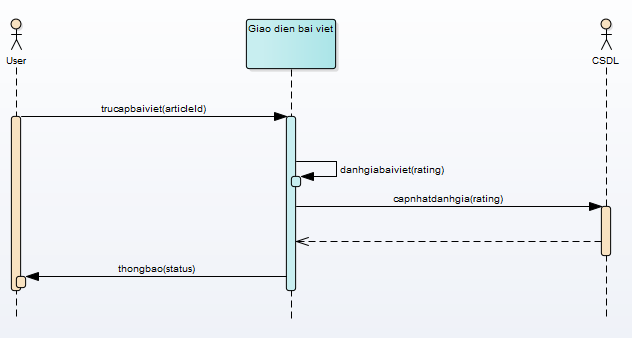 Giao dien bai viet
User
CSDL
trucapbaiviet(articleId)
danhgiabaiviet(rating)
capnhatdanhgia(rating)
thongbao(status)